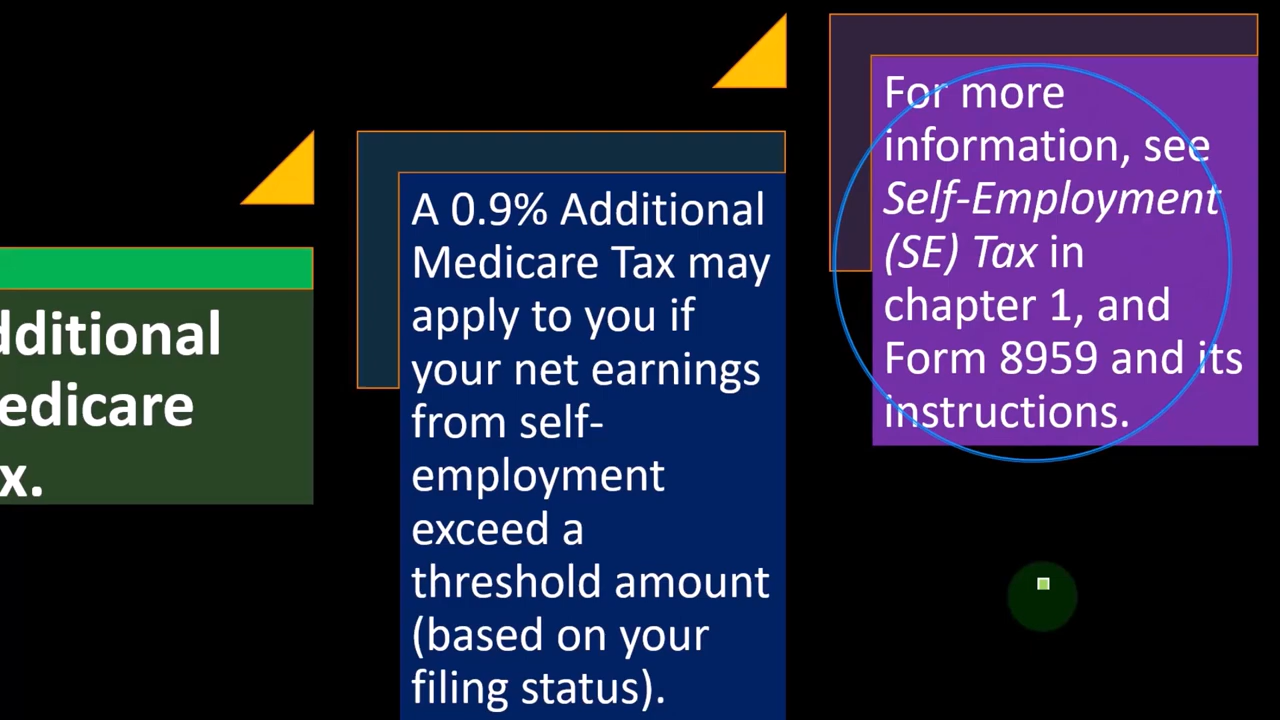 dditional
edicare
x.
A 0.9% Additional
Medicare Tax may
apply to you if
your net earnings
from self-
employment
exceed a
threshold amount
(based on your
filing status).
For more
information, see
Self-Employment
(SE) Tax in
chapter 1, and
Form 8959 and its
instructions.